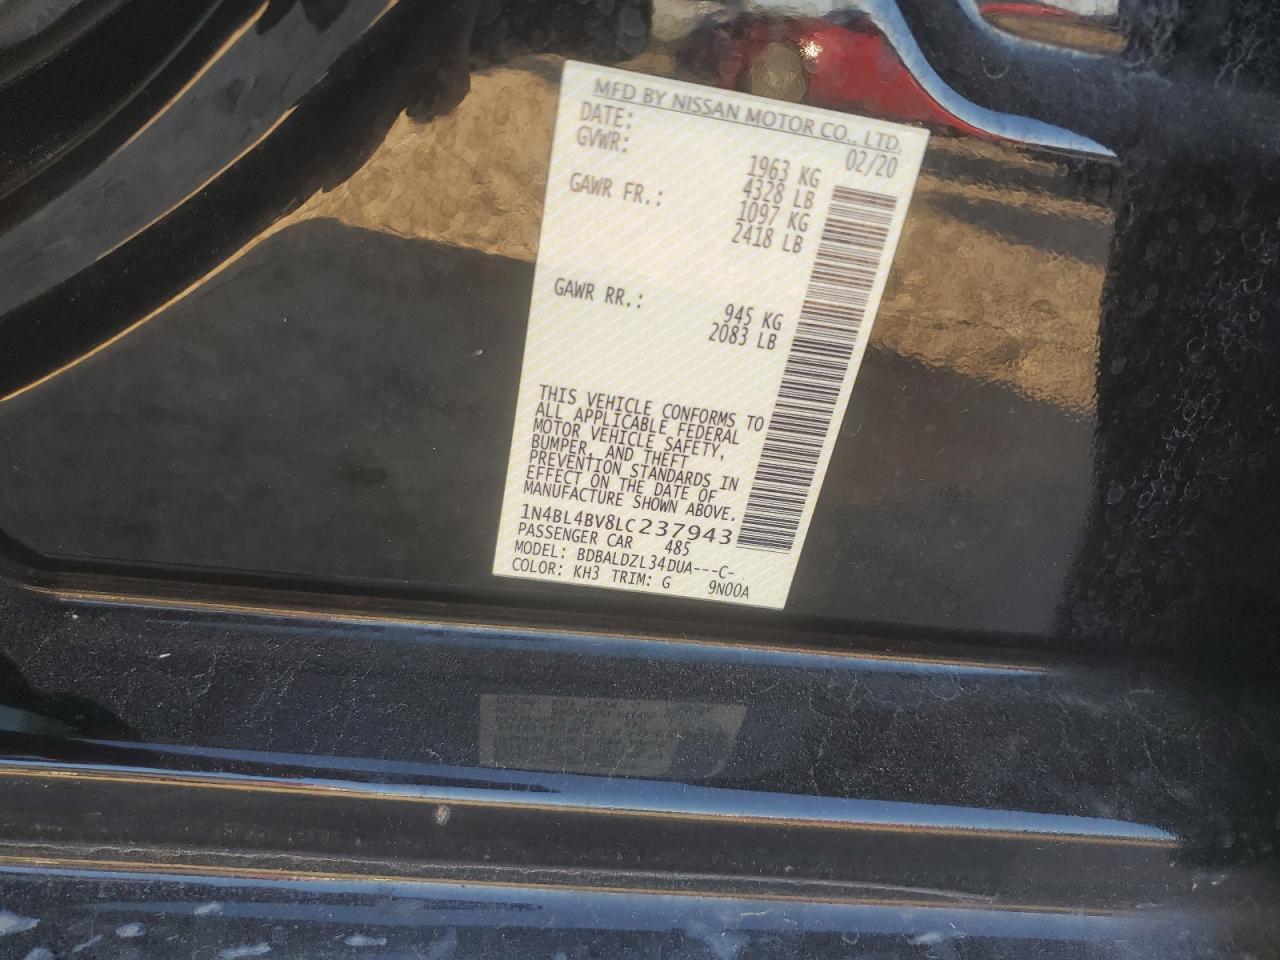 MFD BY NISSAN MOTOR CO., LTD.
DATE: 02/20
GVWR: 1963 KG
4328 LB
GAWR FR.: 1097 KG
2418 LB
GAWR RR.: 945 KG
2083 LB
THIS VEHICLE CONFORMS TO
ALL APPLICABLE FEDERAL
MOTOR VEHICLE SAFETY,
BUMPER, AND THEFT
PREVENTION STANDARDS IN
EFFECT ON THE DATE OF
MANUFACTURE SHOWN ABOVE.
1N4BL4BV8LC237943
PASSENGER CAR 485
MODEL: BDBALDZL34DUA---C-
COLOR: KH3 TRIM: G 9N00A